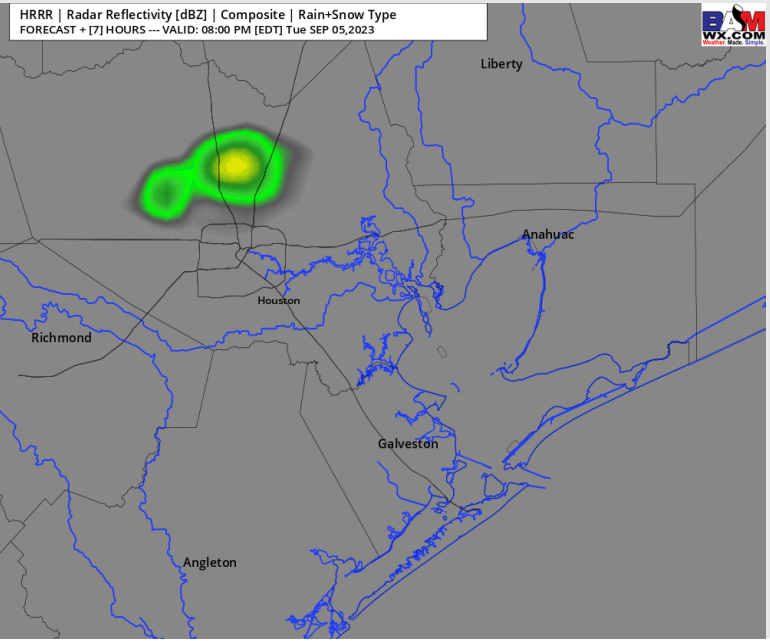 HRRR | Radar Reflectivity [dBZ] | Composite | Rain+Snow Type
FORECAST + [7] HOURS --- VALID: 08:00 PM [EDT] Tue SEP 05,2023
BAM
WX.COM
Weather. Made. Simple.
Liberty
Anahuac
Houston
Richmond
Galveston
Angleton